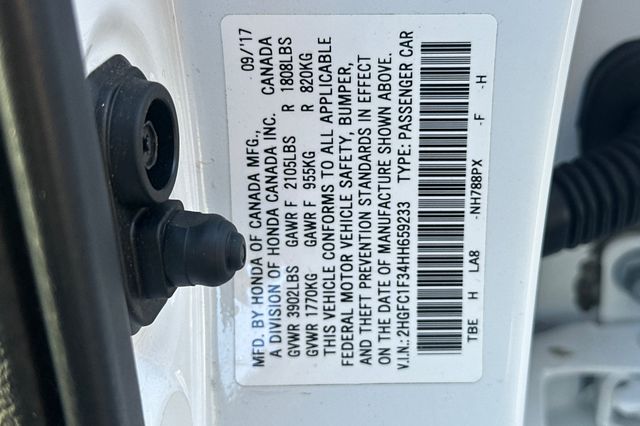 MFD. BY HONDA OF CANADA MFG., 09/'17
A DIVISION OF HONDA CANADA INC. CANADA
GVWR 3902LBS GAWR F 2105LBS R 1808LBS
GVWR 1770KG GAWR F 955KG R 820KG
THIS VEHICLE CONFORMS TO ALL APPLICABLE
FEDERAL MOTOR VEHICLE SAFETY, BUMPER,
AND THEFT PREVENTION STANDARDS IN EFFECT
ON THE DATE OF MANUFACTURE SHOWN ABOVE.
V.I.N.: 2HGFC1F34HH659233 TYPE: PASSENGER CAR
TBE H LA8 -NH788PX -F -H